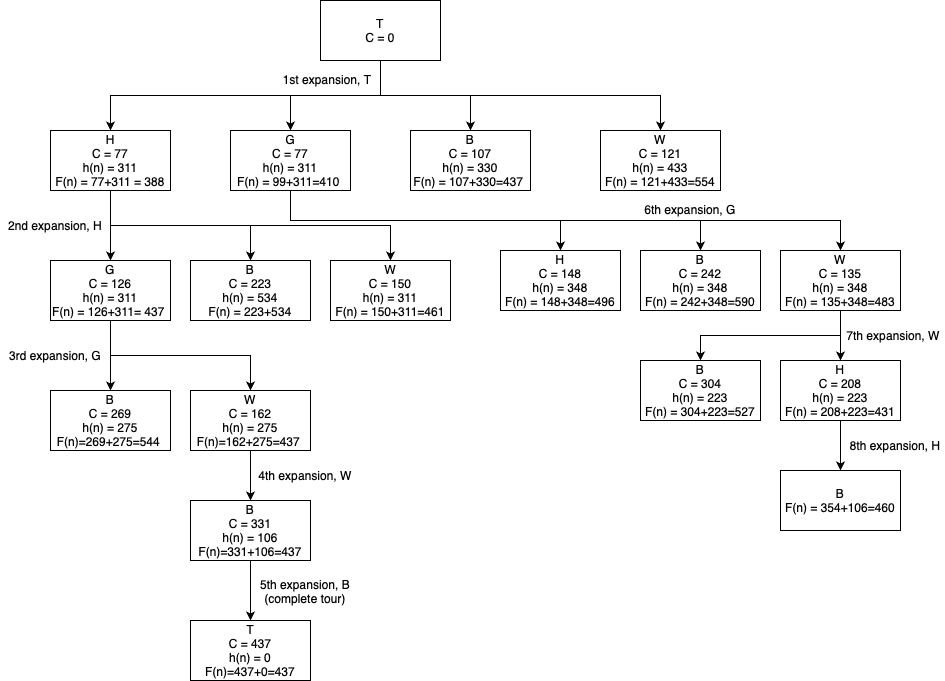 T
C = 0
1st expansion, T
H
C = 77
h(n) = 311
F(n) = 77+311 = 388
G
C = 77
h(n) = 311
F(n) = 99+311=410
B
C = 107
h(n) = 330
F(n) = 107+330=437
W
C = 121
h(n) = 433
F(n) = 121+433=554
2nd expansion, H
6th expansion, G
G
C = 126
h(n) = 311
F(n) = 126+311= 437
B
C = 223
h(n) = 534
F(n) = 223+534
W
C = 150
h(n) = 311
F(n) = 150+311=461
H
C = 148
h(n) = 348
F(n) = 148+348=496
B
C = 242
h(n) = 348
F(n) = 242+348=590
W
C = 135
h(n) = 348
F(n) = 135+348=483
3rd expansion, G
7th expansion, W
B
C = 269
h(n) = 275
F(n)=269+275=544
W
C = 162
h(n) = 275
F(n)=162+275=437
B
C = 304
h(n) = 223
F(n) = 304+223=527
H
C = 208
h(n) = 223
F(n) = 208+223=431
4th expansion, W
8th expansion, H
B
C = 331
h(n) = 106
F(n)=331+106=437
B
F(n) = 354+106=460
5th expansion, B
(complete tour)
T
C = 437
h(n) = 0
F(n)=437+0=437